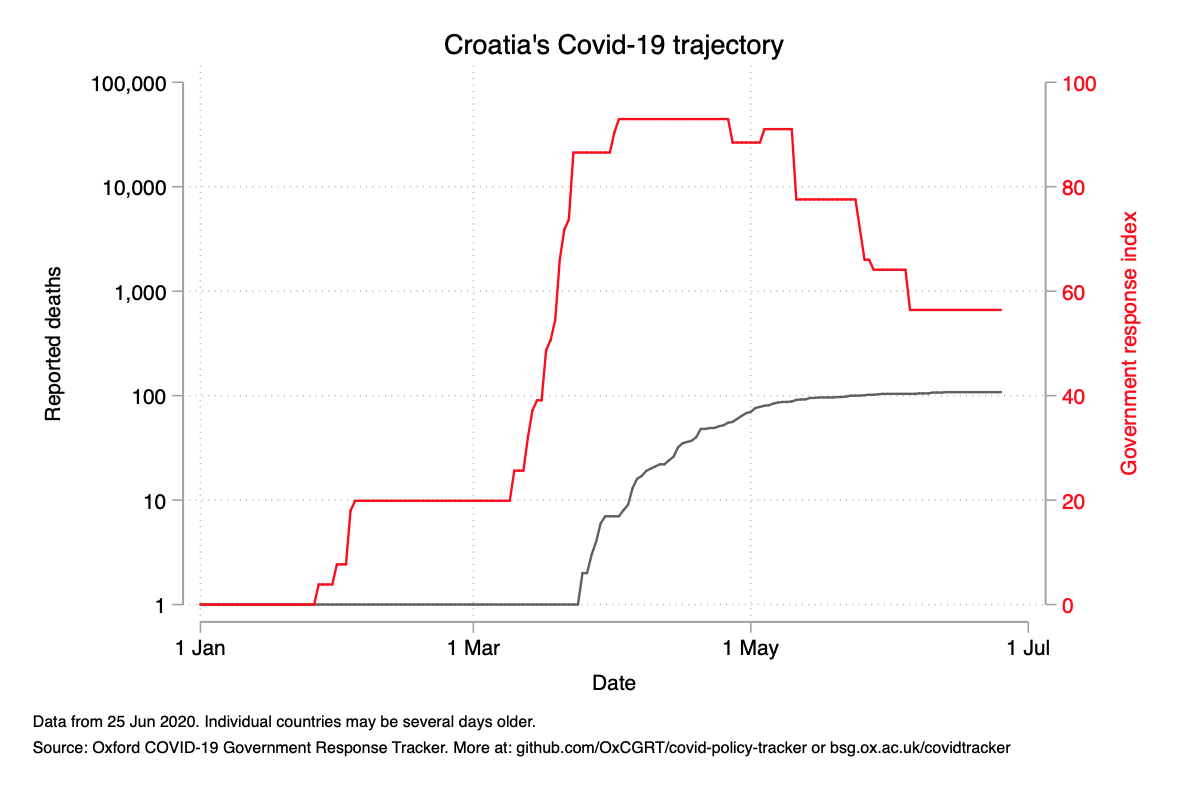 Croatia's Covid-19 trajectory
100,000
10,000
1,000
100
10
1
Reported deaths
100
80
60
40
20
0
Government response index
1 Jan
1 Mar
1 May
1 Jul
Date
Data from 25 Jun 2020. Individual countries may be several days older.
Source: Oxford COVID-19 Government Response Tracker. More at: github.com/OxCGRT/covid-policy-tracker or bsg.ox.ac.uk/covidtracker